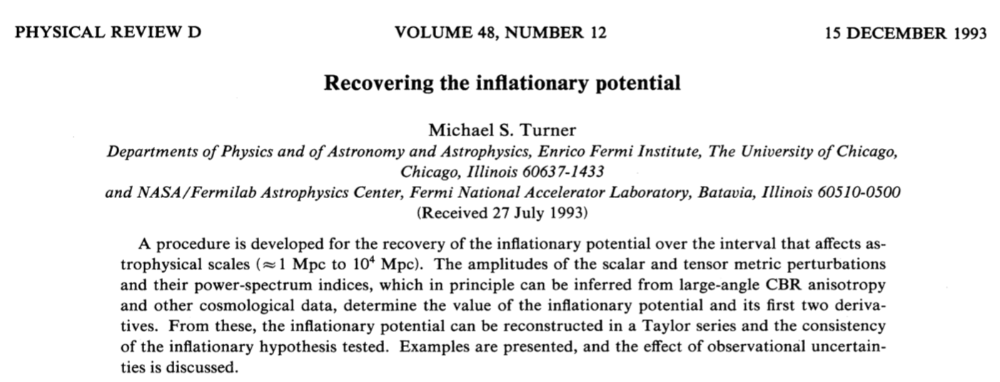 PHYSICAL REVIEW D VOLUME 48, NUMBER 12 15 DECEMBER 1993
Recovering the inflationary potential
Michael S. Turner
Departments of Physics and of Astronomy and Astrophysics, Enrico Fermi Institute, The University of Chicago,
Chicago, Illinois 60637-1433
and NASA/Fermilab Astrophysics Center, Fermi National Accelerator Laboratory, Batavia, Illinois 60510-0500
(Received 27 July 1993)
A procedure is developed for the recovery of the inflationary potential over the interval that affects as-
trophysical scales (≈1 Mpc to 10⁴ Mpc). The amplitudes of the scalar and tensor metric perturbations
and their power-spectrum indices, which in principle can be inferred from large-angle CBR anisotropy
and other cosmological data, determine the value of the inflationary potential and its first two deriva-
tives. From these, the inflationary potential can be reconstructed in a Taylor series and the consistency
of the inflationary hypothesis tested. Examples are presented, and the effect of observational uncertain-
ties is discussed.